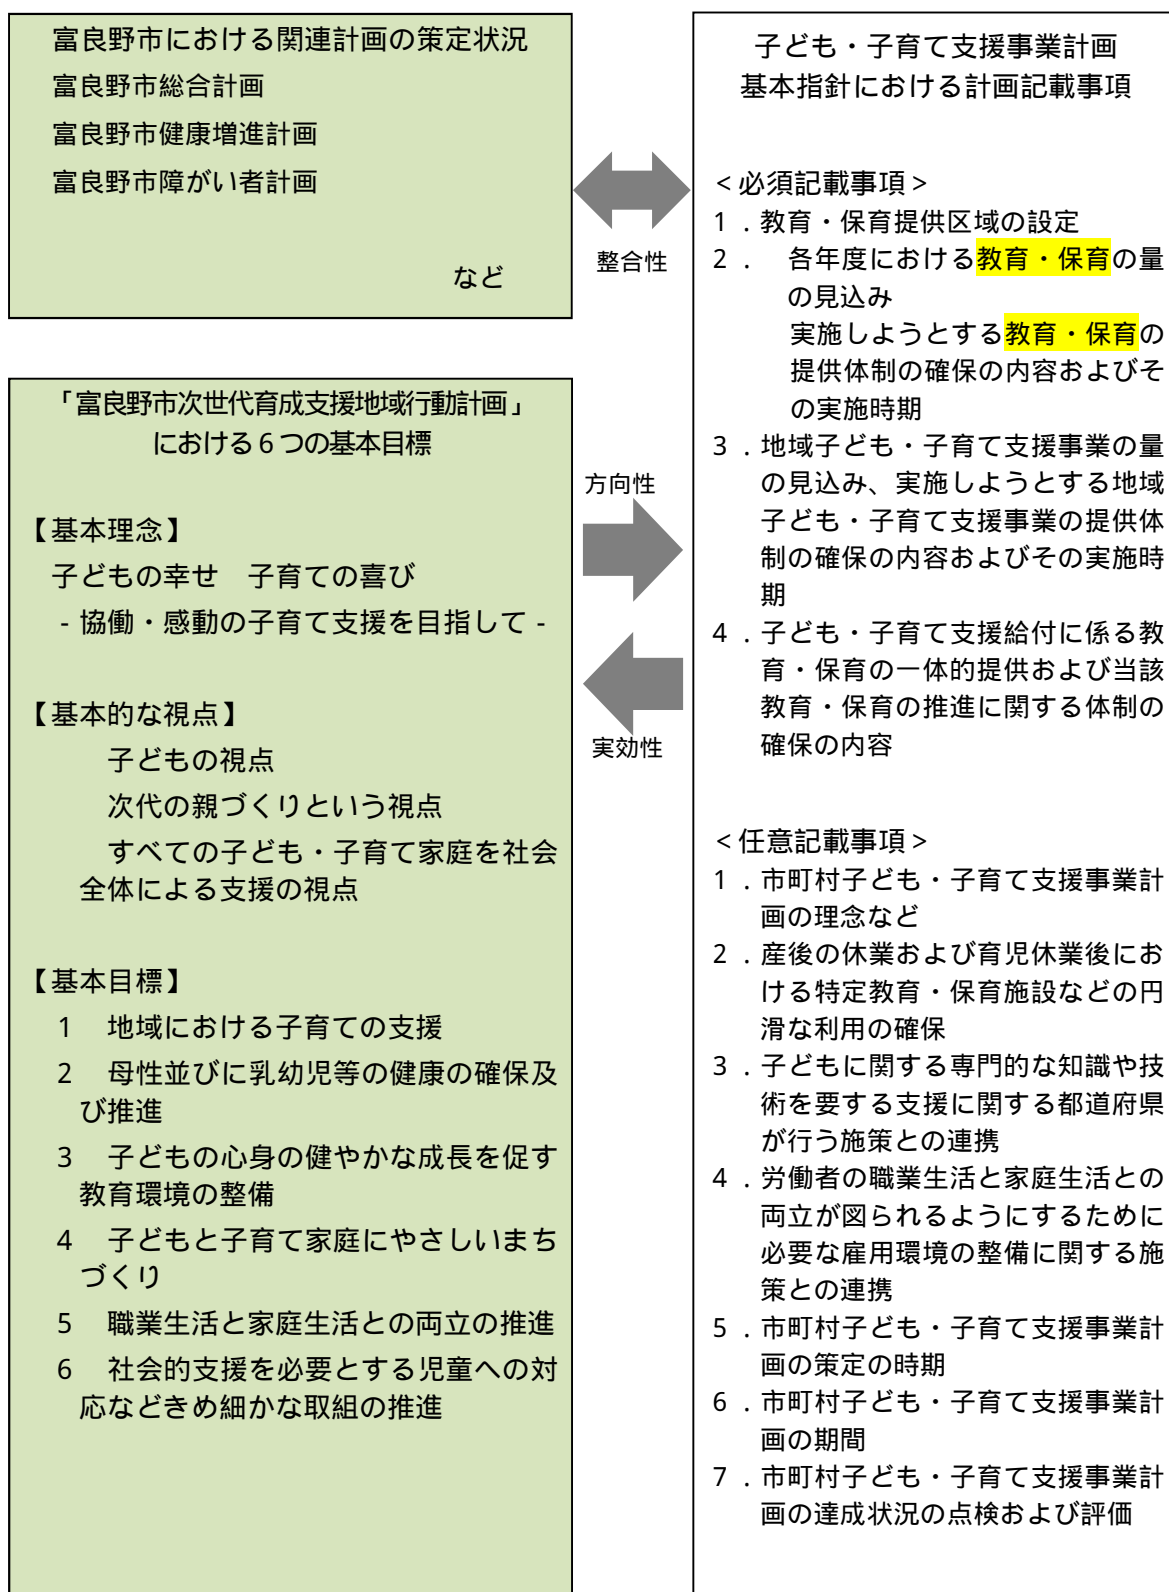 富良野市における関連計画の策定状況
富良野市総合計画
富良野市健康増進計画
富良野市障がい者計画
など
「富良野市次世代育成支援地域行動計画」
における6つの基本目標
【基本理念】
子どもの幸せ　子育ての喜び
- 協働・感動の子育て支援を目指して -
【基本的な視点】
子どもの視点
次代の親づくりという視点
すべての子ども・子育て家庭を社会
全体による支援の視点
【基本目標】
1　地域における子育ての支援
2　母性並びに乳幼児等の健康の確保及
び推進
3　子どもの心身の健やかな成長を促す
教育環境の整備
4　子どもと子育て家庭にやさしいまち
づくり
5　職業生活と家庭生活との両立の推進
6　社会的支援を必要とする児童への対
応などきめ細かな取組の推進
整合性
方向性
実効性
子ども・子育て支援事業計画
基本指針における計画記載事項
＜必須記載事項＞
1．教育・保育提供区域の設定
2．　各年度における教育・保育の量
の見込み
実施しようとする教育・保育の
提供体制の確保の内容およびそ
の実施時期
3．地域子ども・子育て支援事業の量
の見込み、実施しようとする地域
子ども・子育て支援事業の提供体
制の確保の内容およびその実施時
期
4．子ども・子育て支援給付に係る教
育・保育の一体的提供および当該
教育・保育の推進に関する体制の
確保の内容
＜任意記載事項＞
1．市町村子ども・子育て支援事業計
画の理念など
2．産後の休業および育児休業後にお
ける特定教育・保育施設などの円
滑な利用の確保
3．子どもに関する専門的な知識や技
術を要する支援に関する都道府県
が行う施策との連携
4．労働者の職業生活と家庭生活との
両立が図られるようにするために
必要な雇用環境の整備に関する施
策との連携
5．市町村子ども・子育て支援事業計
画の策定の時期
6．市町村子ども・子育て支援事業計
画の期間
7．市町村子ども・子育て支援事業計
画の達成状況の点検および評価